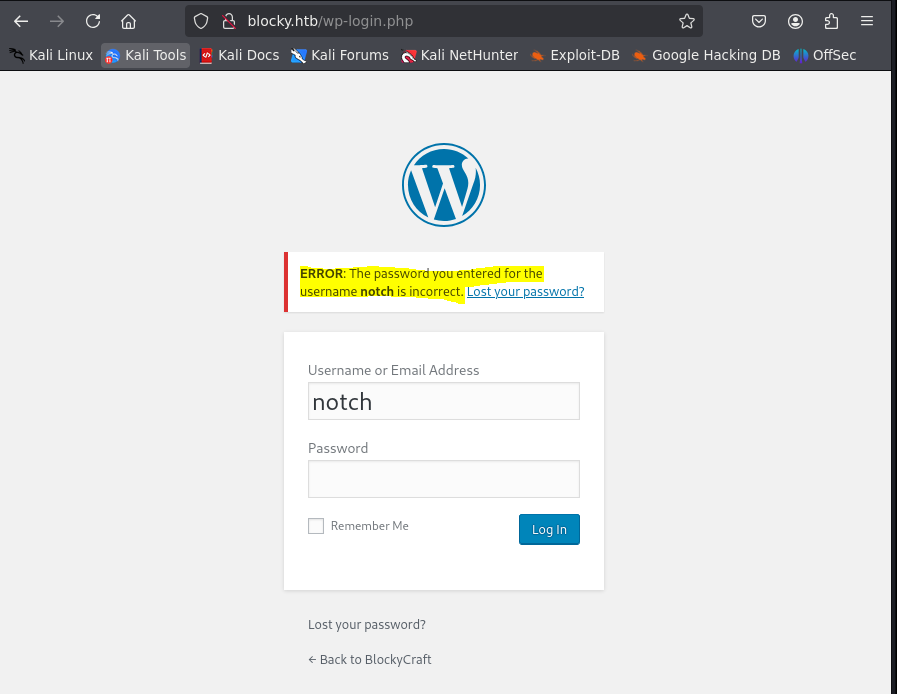 blocky.htb/wp-login.php
Kali Linux Kali Tools Kali Docs Kali Forums Kali NetHunter Exploit-DB Google Hacking DB OffSec
ERROR: The password you entered for the
username notch is incorrect. Lost your password?
Username or Email Address
notch
Password
Remember Me Log In
Lost your password?
← Back to BlockyCraft